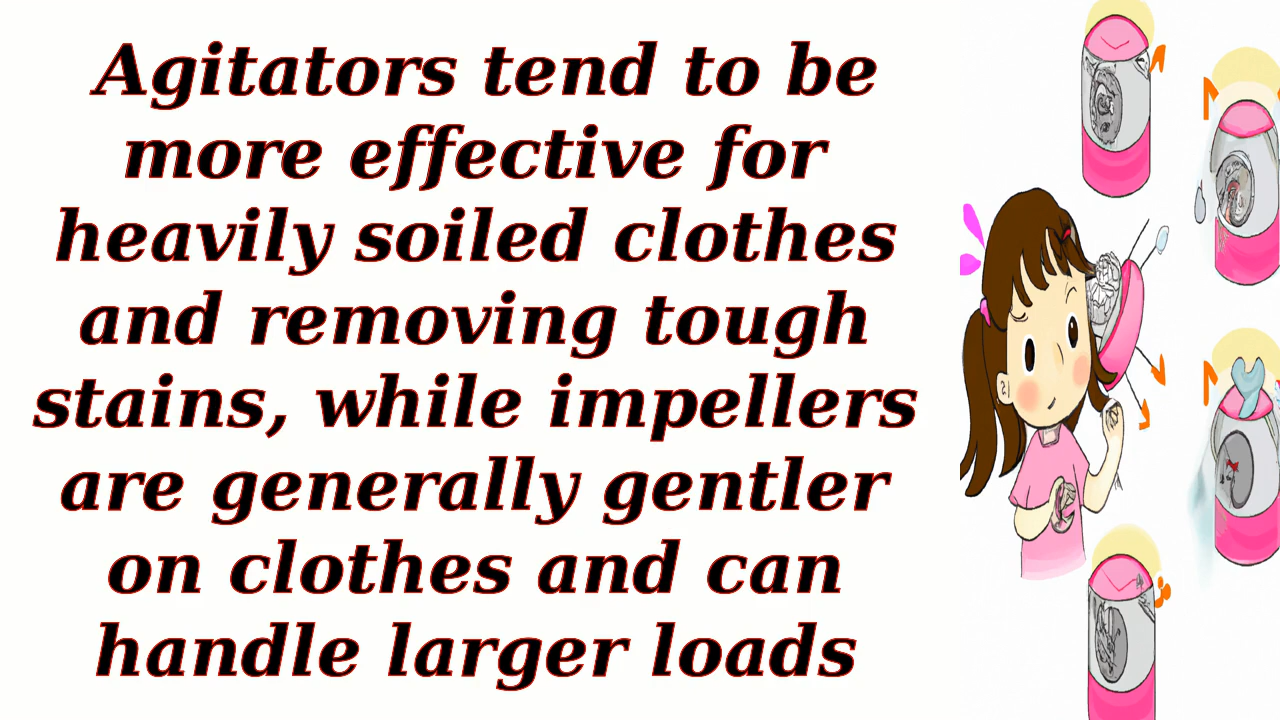 Agitators tend to be
more effective for
heavily soiled clothes
and removing tough
stains, while impellers
are generally gentler
on clothes and can
handle larger loads